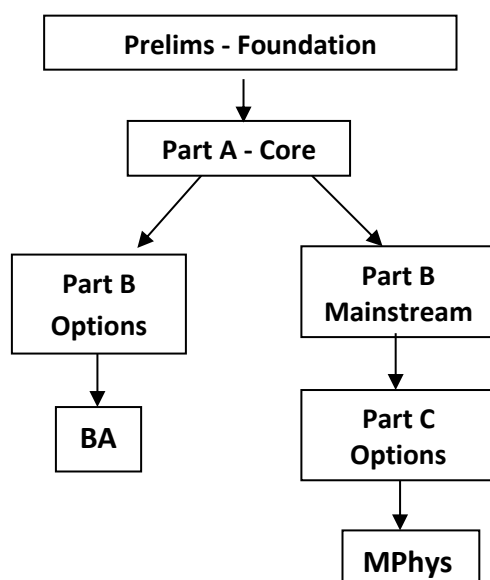 Prelims - Foundation
Part A - Core
Part B
Options
Part B
Mainstream
BA
Part C
Options
MPhys